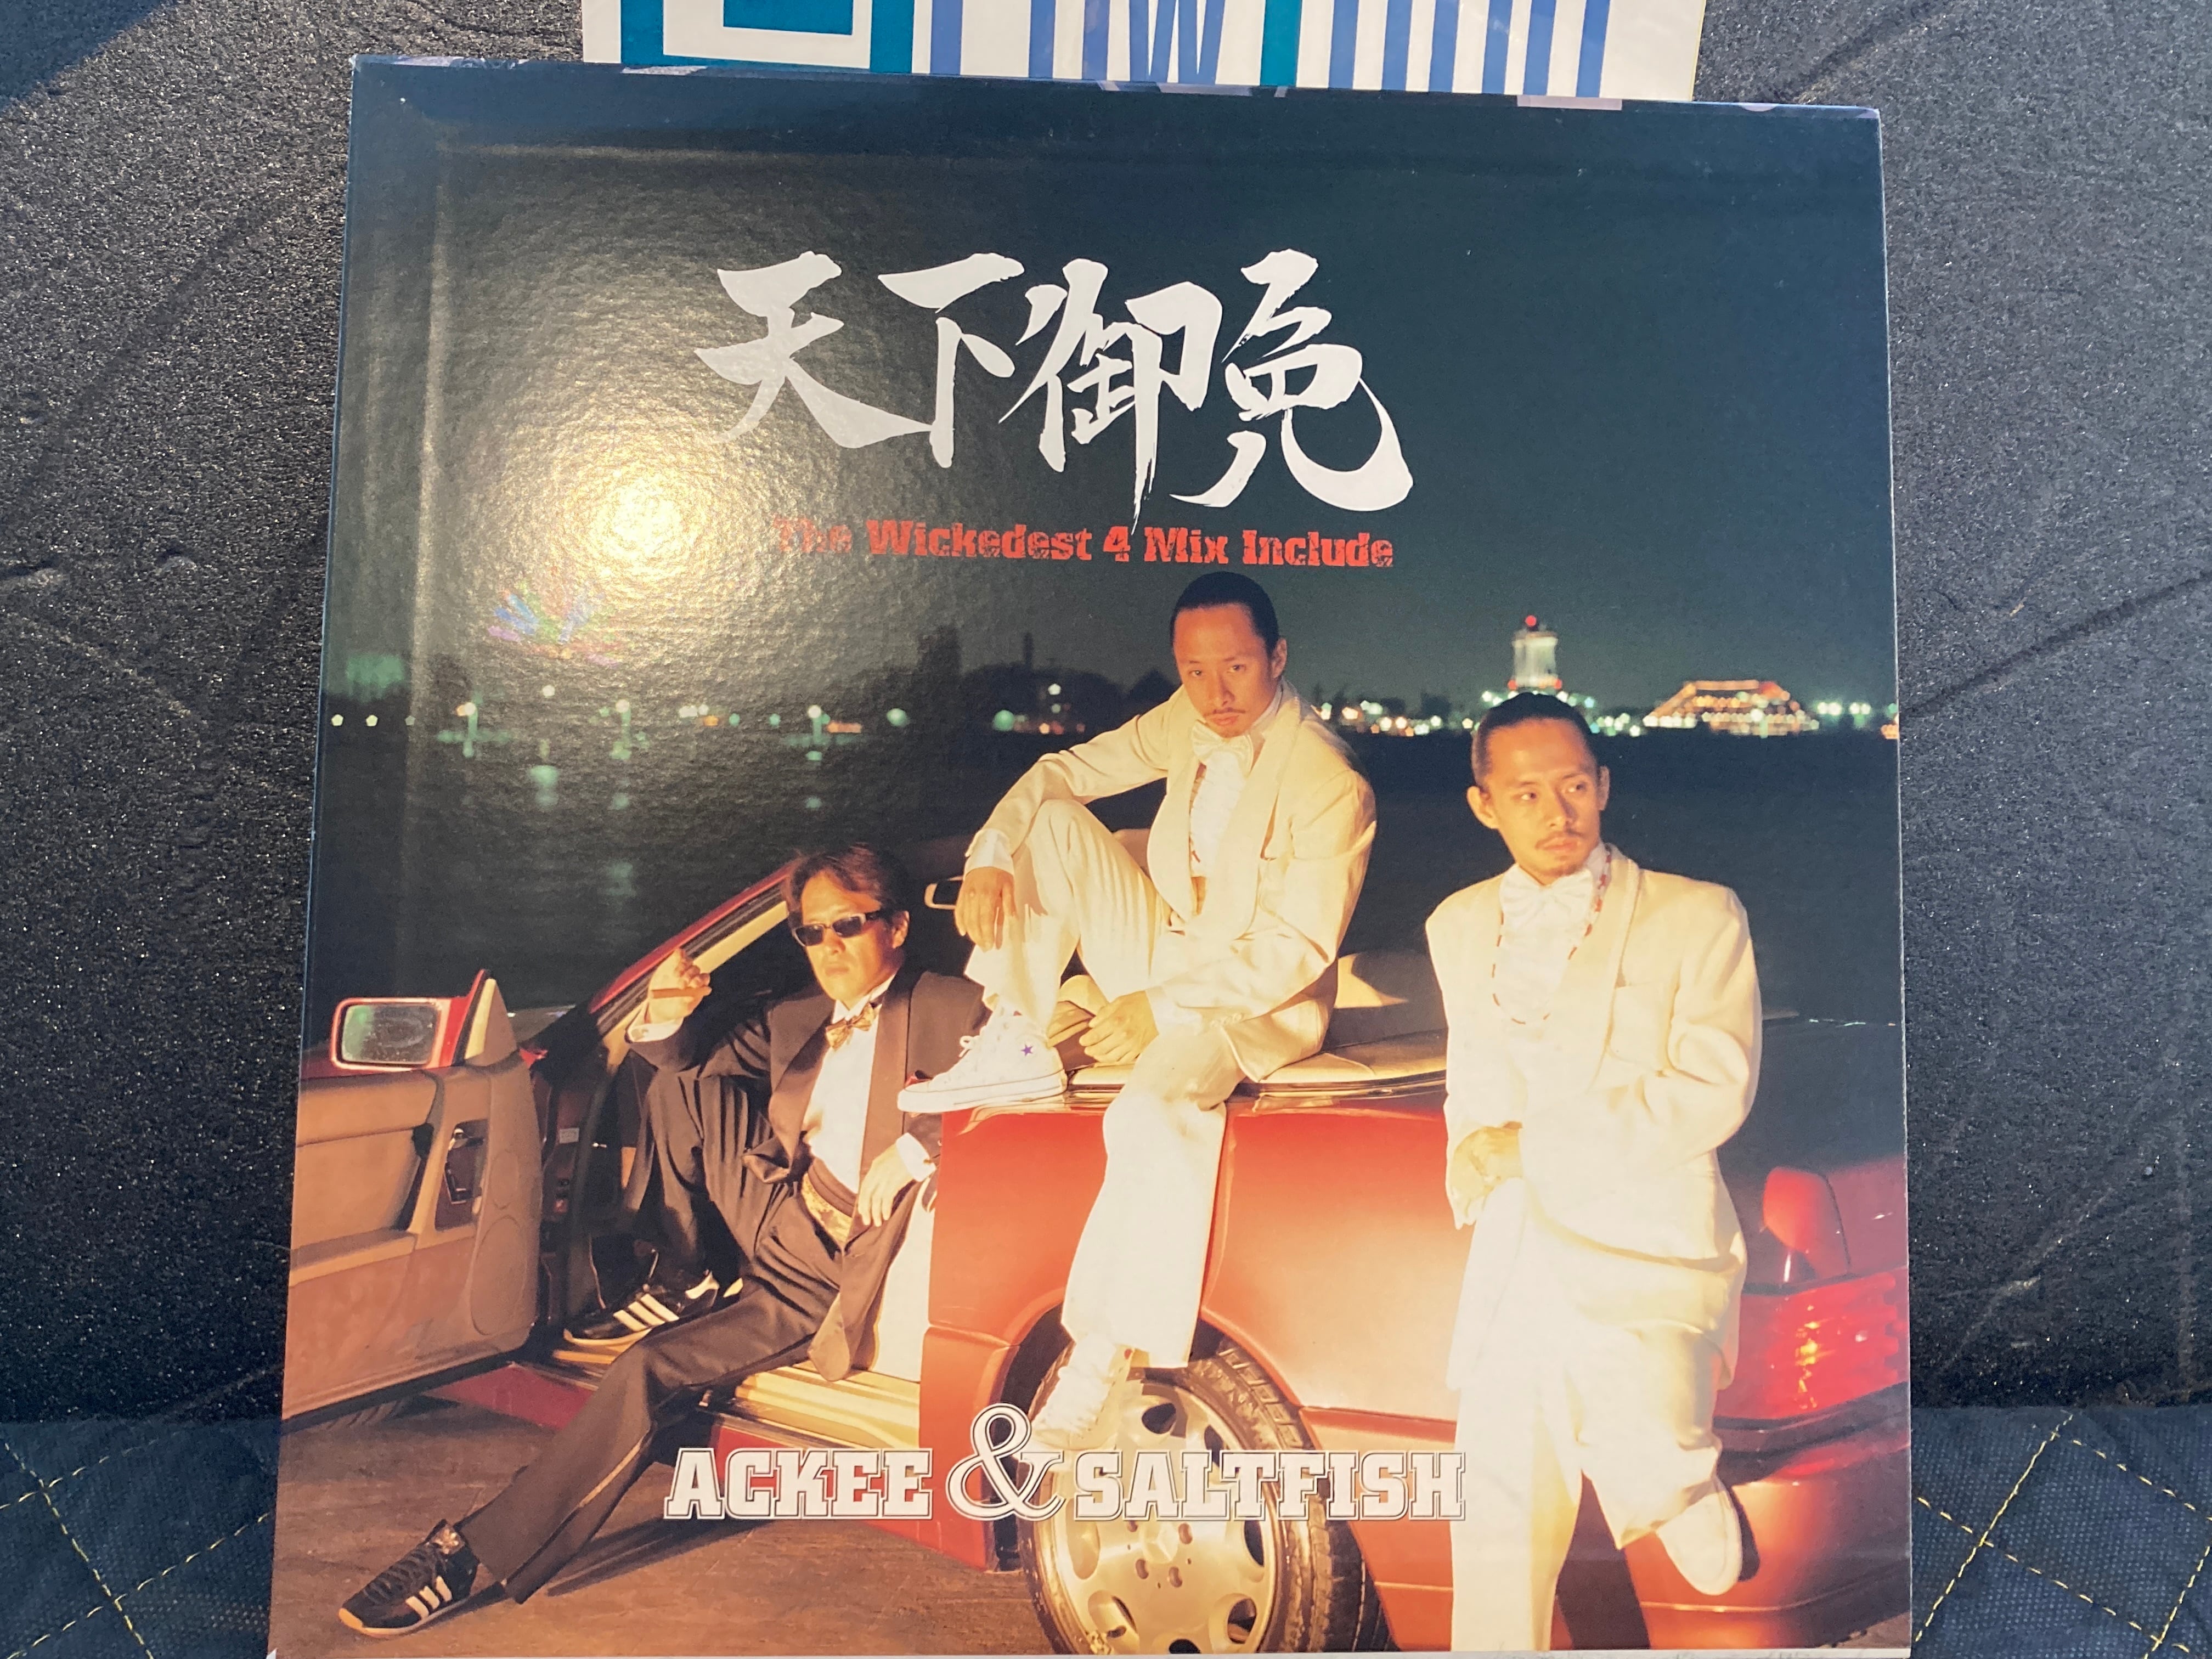 天下御免
The Wickedest 4 Mix Include
ACKEE & SALTFISH